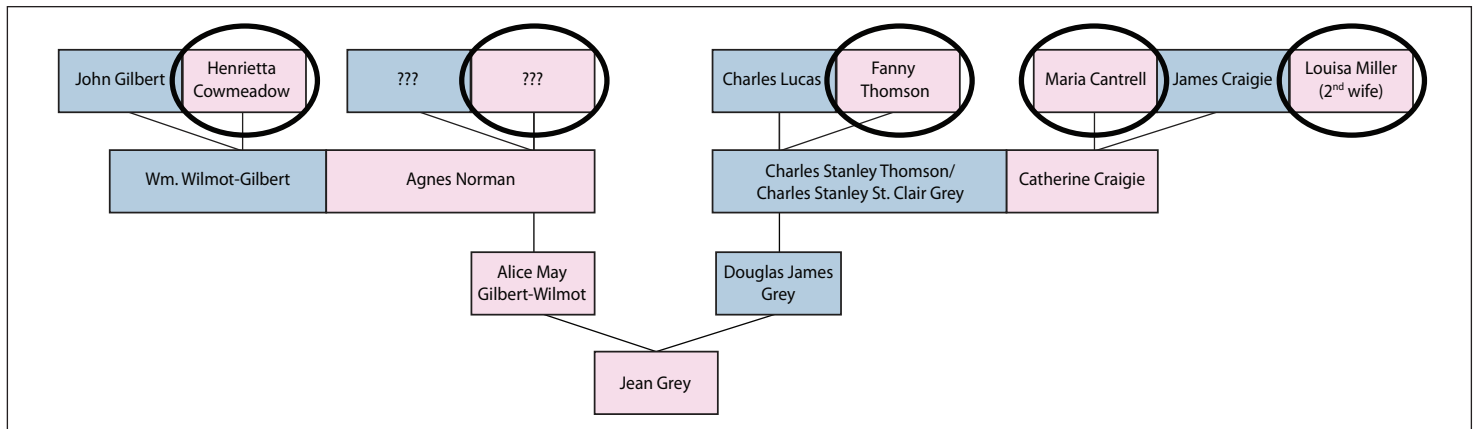 John Gilbert
Henrietta
Cowmeadow
???
???
Charles Lucas
Fanny
Thomson
Maria Cantrell
James Craigie
Louisa Miller
(2nd wife)
Wm. Wilmot-Gilbert
Agnes Norman
Charles Stanley Thomson/
Charles Stanley St. Clair Grey
Catherine Craigie
Alice May
Gilbert-Wilmot
Douglas James
Grey
Jean Grey